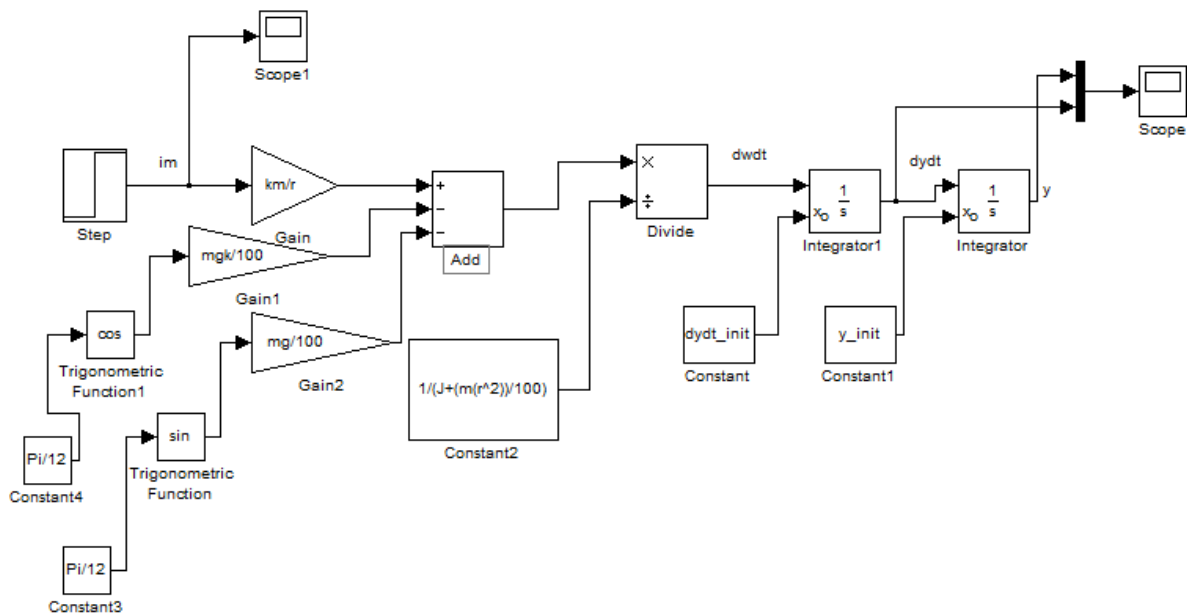 Scope1
im
km/r
Step
Gain
+
−
−
Add
×
÷
Divide
dwdt
xo
1
s
Integrator1
dydt
xo
1
s
Integrator
y
Scope
mgk/100
Gain1
cos
Trigonometric
Function1
mg/100
Gain2
dydt_init
Constant
y_init
Constant1
1/(J+(m(r^2))/100)
Constant2
Pi/12
Constant4
sin
Trigonometric
Function
Pi/12
Constant3